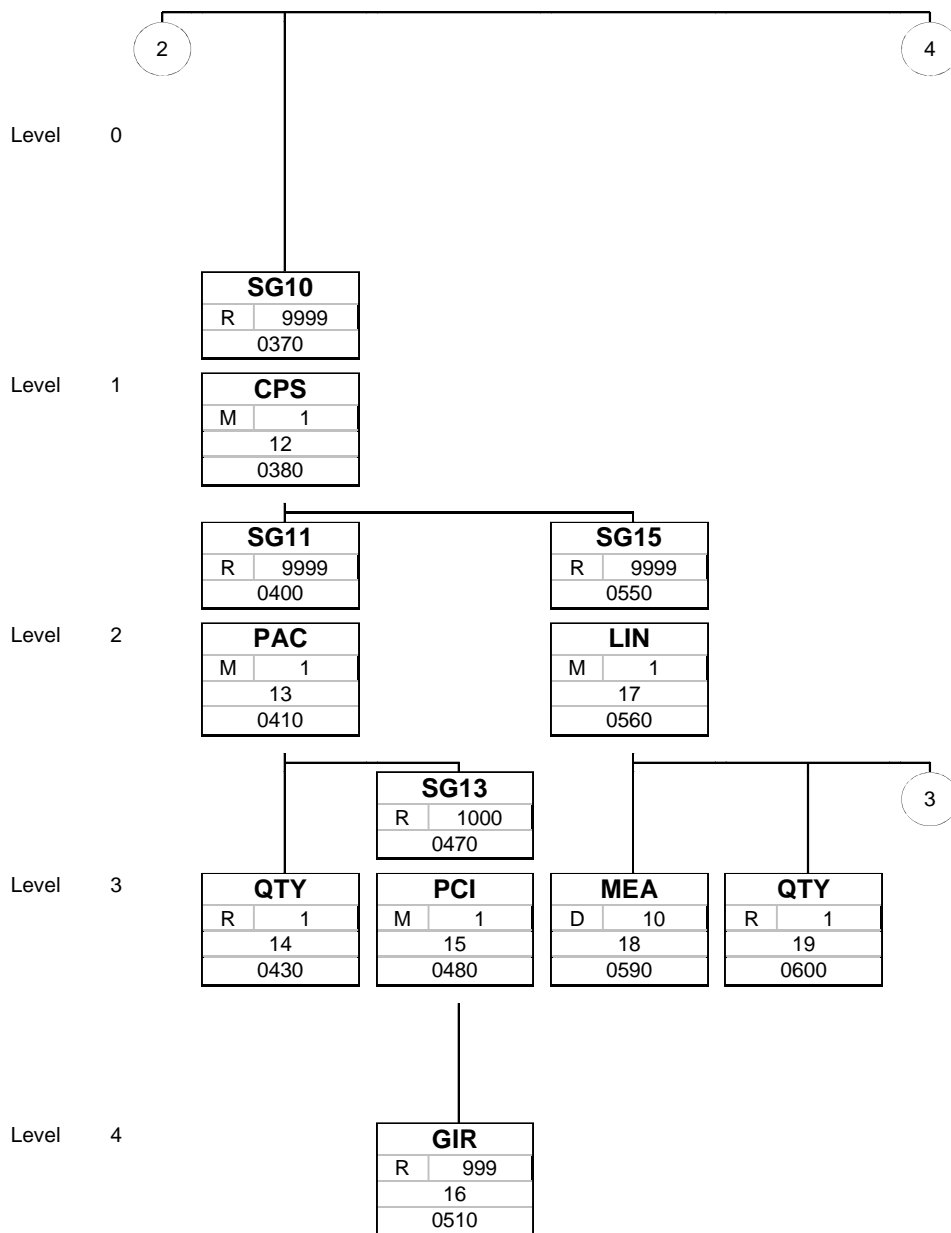 2 4
Level 0
SG10
R 9999
0370
Level 1
CPS
M 1
12
0380
SG11 SG15
R 9999 R 9999
0400 0550
Level 2
PAC LIN
M 1 M 1
13 17
0410 0560
SG13 3
R 1000
0470
Level 3
QTY PCI MEA QTY
R 1 M 1 D 10 R 1
14 15 18 19
0430 0480 0590 0600
Level 4
GIR
R 999
16
0510